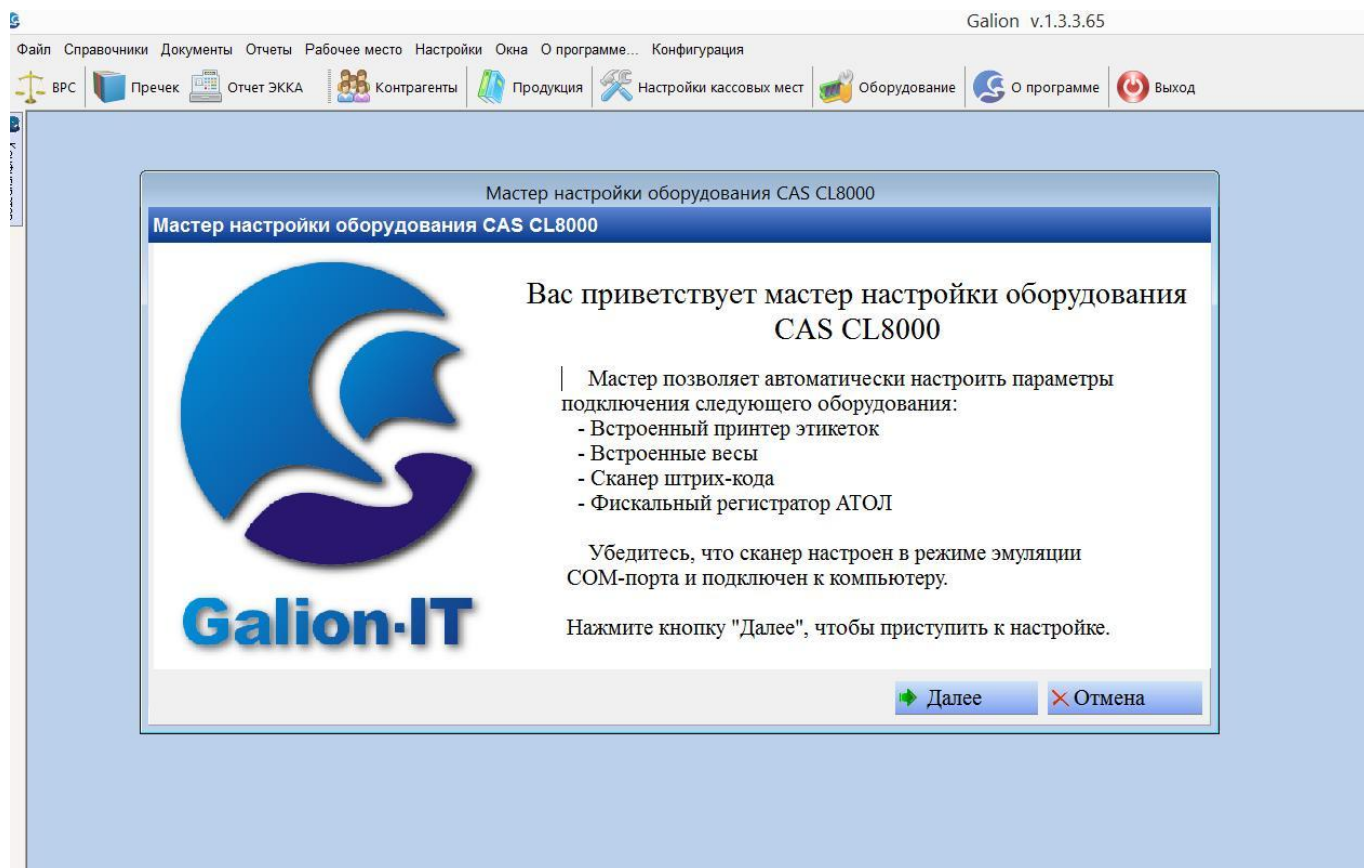 Galion v.1.3.3.65
Файл Справочники Документы Отчеты Рабочее место Настройки Окна О программе... Конфигурация
ВРС Пречек Отчет ЭККА Контрагенты Продукция Настройки кассовых мест Оборудование О программе Выход
Мастер настройки оборудования CAS CL8000
Мастер настройки оборудования CAS CL8000
Вас приветствует мастер настройки оборудования
CAS CL8000
Мастер позволяет автоматически настроить параметры
подключения следующего оборудования:
- Встроенный принтер этикеток
- Встроенные весы
- Сканер штрих-кода
- Фискальный регистратор АТОЛ
Убедитесь, что сканер настроен в режиме эмуляции
COM-порта и подключен к компьютеру.
Нажмите кнопку "Далее", чтобы приступить к настройке.
Galion·IT
Далее Отмена